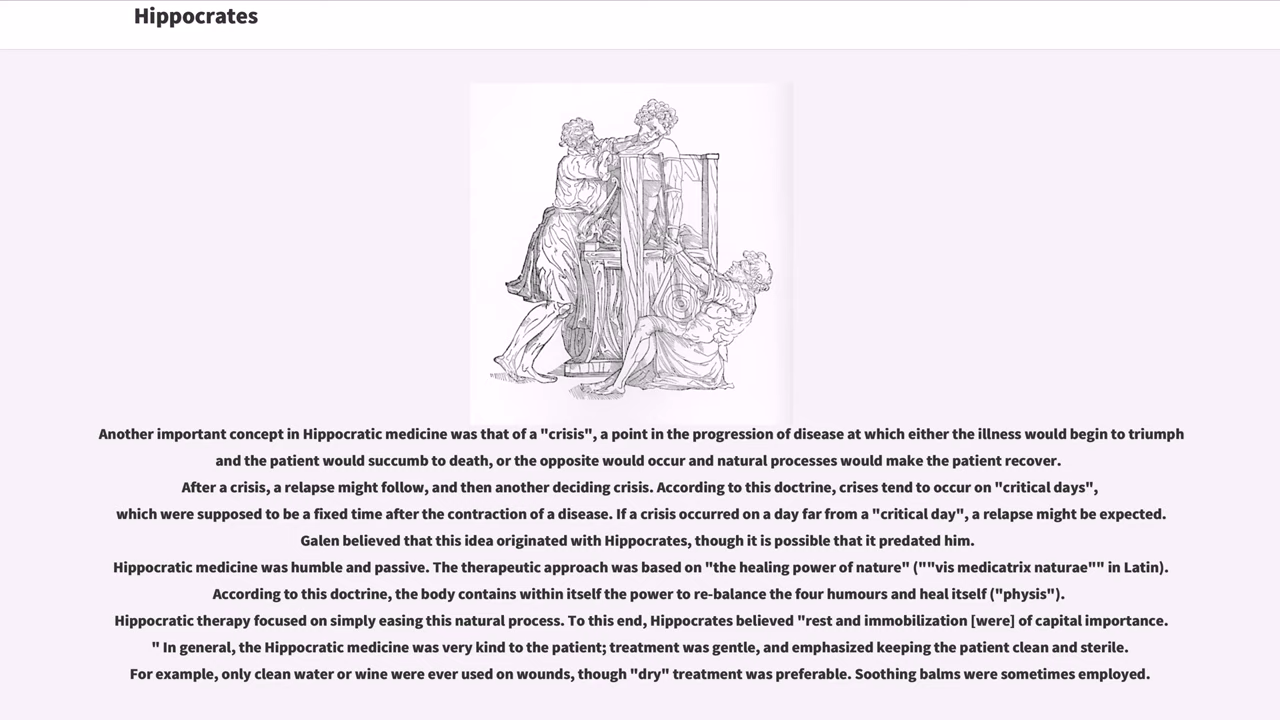 Hippocrates
Another important concept in Hippocratic medicine was that of a "crisis", a point in the progression of disease at which either the illness would begin to triumph
and the patient would succumb to death, or the opposite would occur and natural processes would make the patient recover.
After a crisis, a relapse might follow, and then another deciding crisis. According to this doctrine, crises tend to occur on "critical days",
which were supposed to be a fixed time after the contraction of a disease. If a crisis occurred on a day far from a "critical day", a relapse might be expected.
Galen believed that this idea originated with Hippocrates, though it is possible that it predated him.
Hippocratic medicine was humble and passive. The therapeutic approach was based on "the healing power of nature" (""vis medicatrix naturae"" in Latin).
According to this doctrine, the body contains within itself the power to re-balance the four humours and heal itself ("physis").
Hippocratic therapy focused on simply easing this natural process. To this end, Hippocrates believed "rest and immobilization [were] of capital importance.
" In general, the Hippocratic medicine was very kind to the patient; treatment was gentle, and emphasized keeping the patient clean and sterile.
For example, only clean water or wine were ever used on wounds, though "dry" treatment was preferable. Soothing balms were sometimes employed.